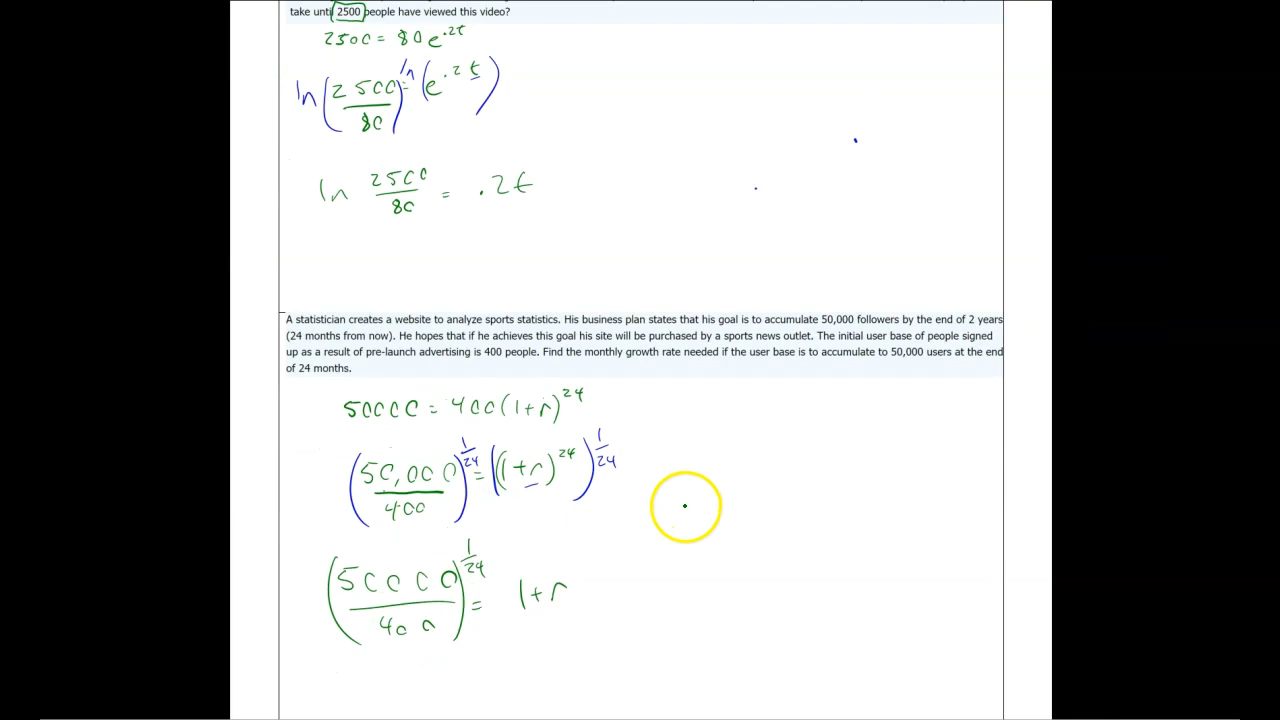 take until 2500 people have viewed this video?
2500 = 80 e^.2t
ln(2500/80) = ln(e^.2t)
ln 2500/80 = .2t
A statistician creates a website to analyze sports statistics. His business plan states that his goal is to accumulate 50,000 followers by the end of 2 years
(24 months from now). He hopes that if he achieves this goal his site will be purchased by a sports news outlet. The initial user base of people signed
up as a result of pre-launch advertising is 400 people. Find the monthly growth rate needed if the user base is to accumulate to 50,000 users at the end
of 24 months.
50000 = 400(1+r)^24
(50,000/400)^1/24 = ((1+r)^24)^1/24
(50000/400)^1/24 = 1+r